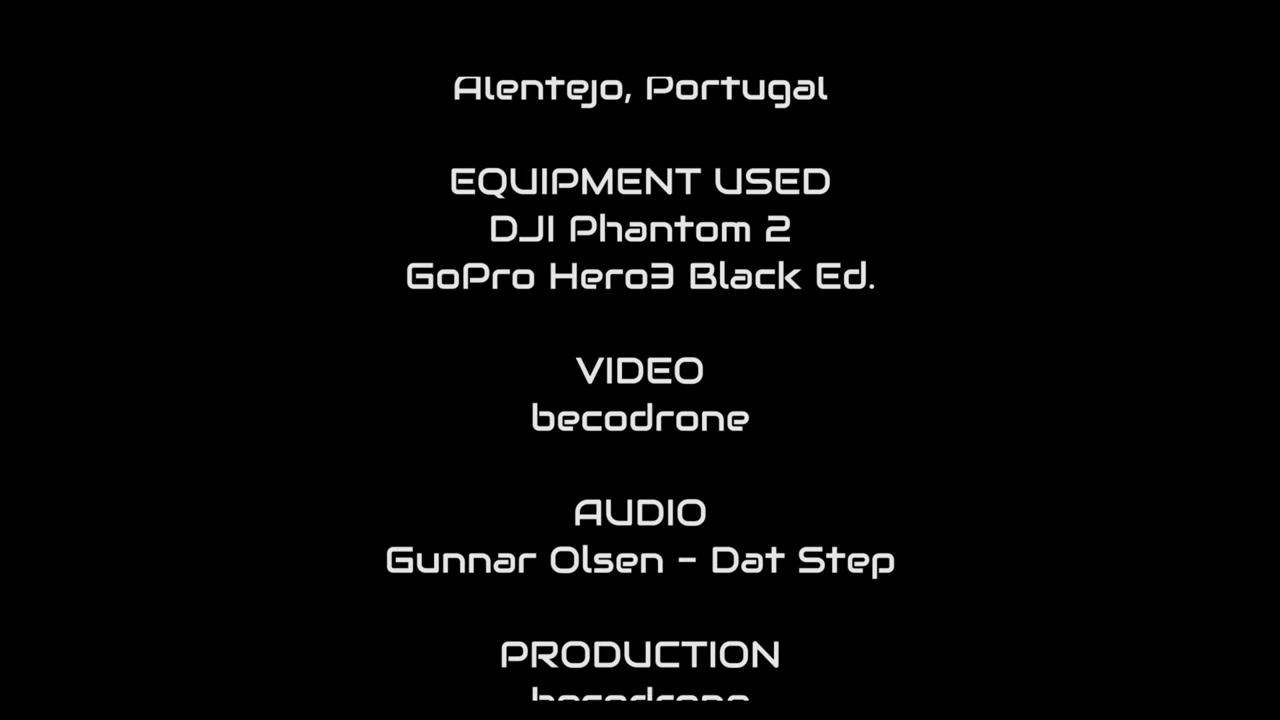 Alentejo, Portugal
EQUIPMENT USED
DJI Phantom 2
GoPro Hero3 Black Ed.
VIDEO
becodrone
AUDIO
Gunnar Olsen - Dat Step
PRODUCTION
becodrone